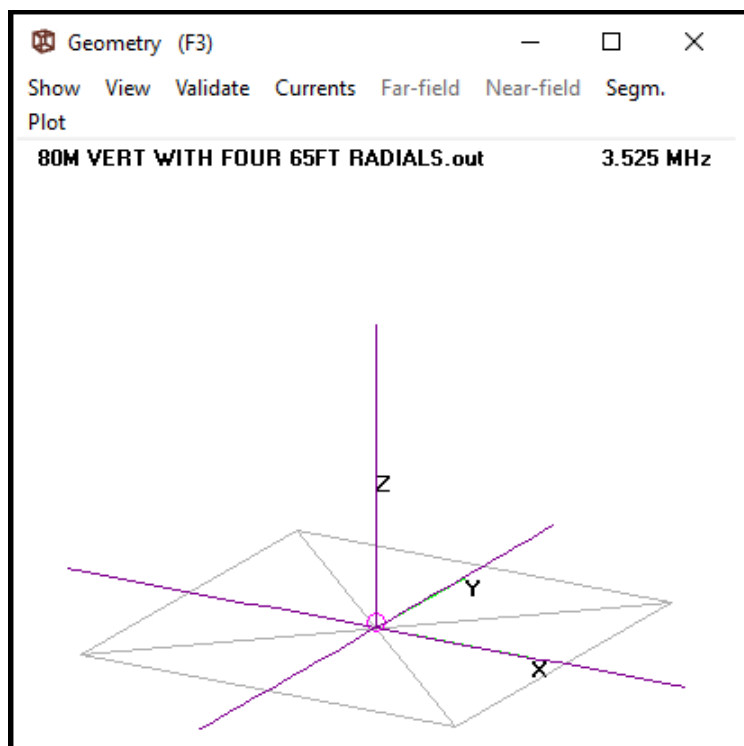 Geometry (F3)
Show View Validate Currents Far-field Near-field Segm.
Plot
80M VERT WITH FOUR 65FT RADIALS.out 3.525 MHz
Z
Y
X